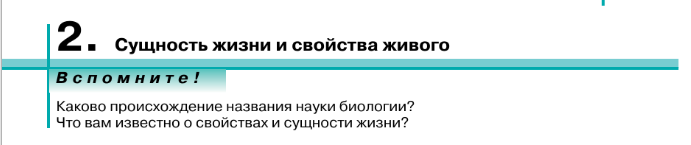 2. Сущность жизни и свойства живого
Вспомните!
Каково происхождение названия науки биологии?
Что вам известно о свойствах и сущности жизни?